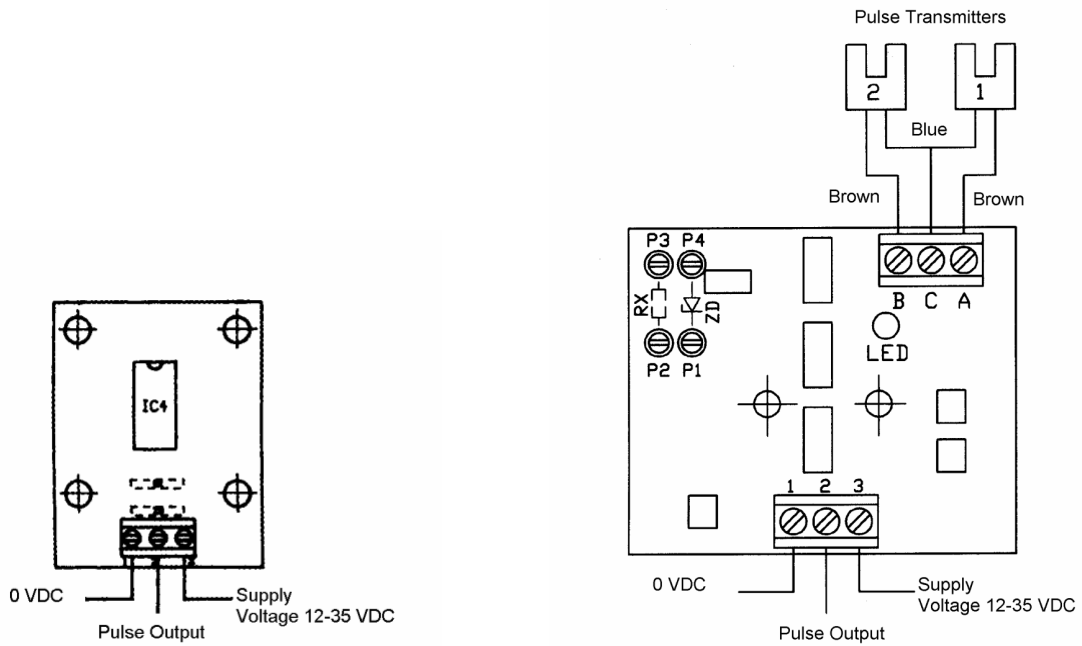 IC4
0 VDC
Supply
Voltage 12-35 VDC
Pulse Output
Pulse Transmitters
2 1
Blue
Brown Brown
P3 P4
RX ZD
P2 P1
B C A
LED
1 2 3
0 VDC
Supply
Voltage 12-35 VDC
Pulse Output